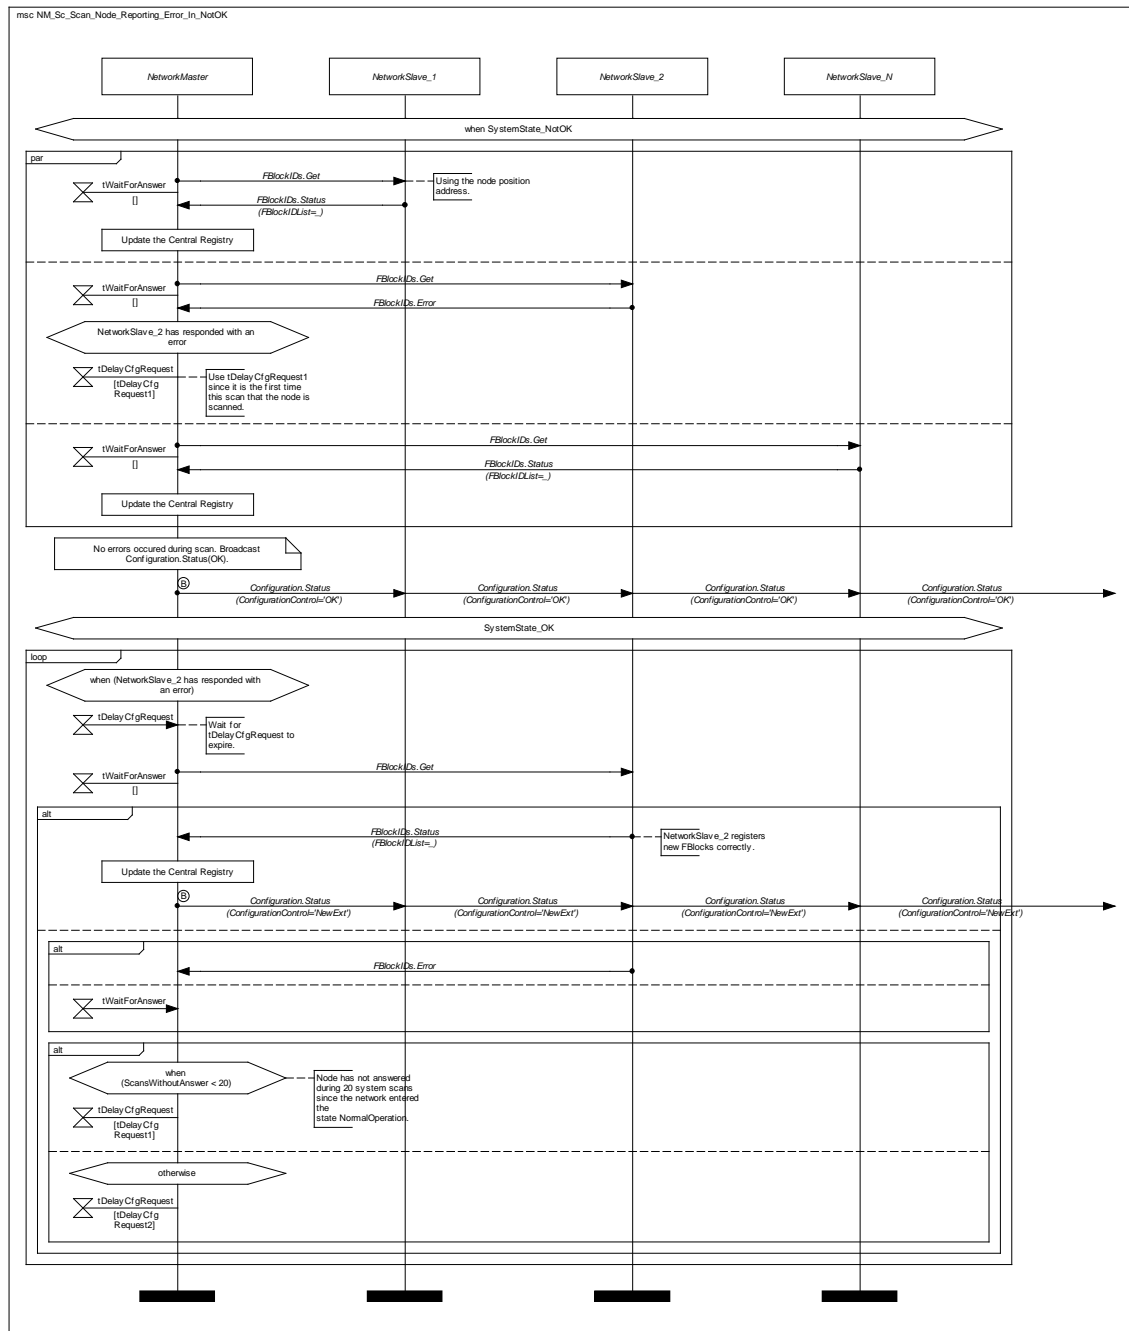 msc NM_Sc_Scan_Node_Reporting_Error_In_NotOK
NetworkMaster
NetworkSlave_1
NetworkSlave_2
NetworkSlave_N
when SystemState_NotOK
par
FBlockIDs.Get
Using the node position
address.
tWaitForAnswer
[]
FBlockIDs.Status
(FBlockIDList=_)
Update the Central Registry
FBlockIDs.Get
tWaitForAnswer
[]
FBlockIDs.Error
NetworkSlave_2 has responded with an
error
tDelayCfgRequest
[tDelayCfg
Request1]
Use tDelayCfgRequest1
since it is the first time
this scan that the node is
scanned.
FBlockIDs.Get
tWaitForAnswer
[]
FBlockIDs.Status
(FBlockIDList=_)
Update the Central Registry
No errors occured during scan. Broadcast
Configuration.Status(OK).
B
Configuration.Status
(ConfigurationControl='OK')
Configuration.Status
(ConfigurationControl='OK')
Configuration.Status
(ConfigurationControl='OK')
Configuration.Status
(ConfigurationControl='OK')
SystemState_OK
loop
when (NetworkSlave_2 has responded with
an error)
tDelayCfgRequest
Wait for
tDelayCfgRequest to
expire.
FBlockIDs.Get
tWaitForAnswer
[]
alt
FBlockIDs.Status
(FBlockIDList=_)
NetworkSlave_2 registers
new FBlocks correctly.
Update the Central Registry
B
Configuration.Status
(ConfigurationControl='NewExt')
Configuration.Status
(ConfigurationControl='NewExt')
Configuration.Status
(ConfigurationControl='NewExt')
Configuration.Status
(ConfigurationControl='NewExt')
alt
FBlockIDs.Error
tWaitForAnswer
alt
when
(ScansWithoutAnswer < 20)
Node has not answered
during 20 system scans
since the network entered
the
state NormalOperation.
tDelayCfgRequest
[tDelayCfg
Request1]
otherwise
tDelayCfgRequest
[tDelayCfg
Request2]